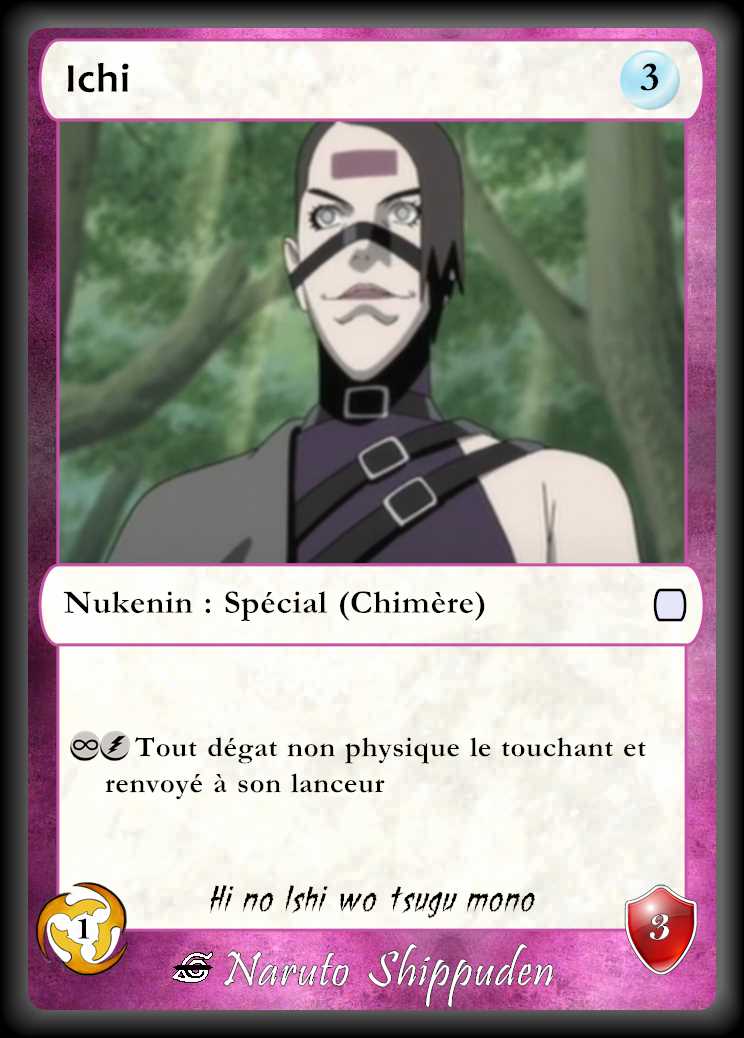 Ichi
3
Nukenin : Spécial (Chimère)
Tout dégat non physique le touchant et
renvoyé à son lanceur
Hi no Ishi wo tsugu mono
1
3
Naruto Shippuden